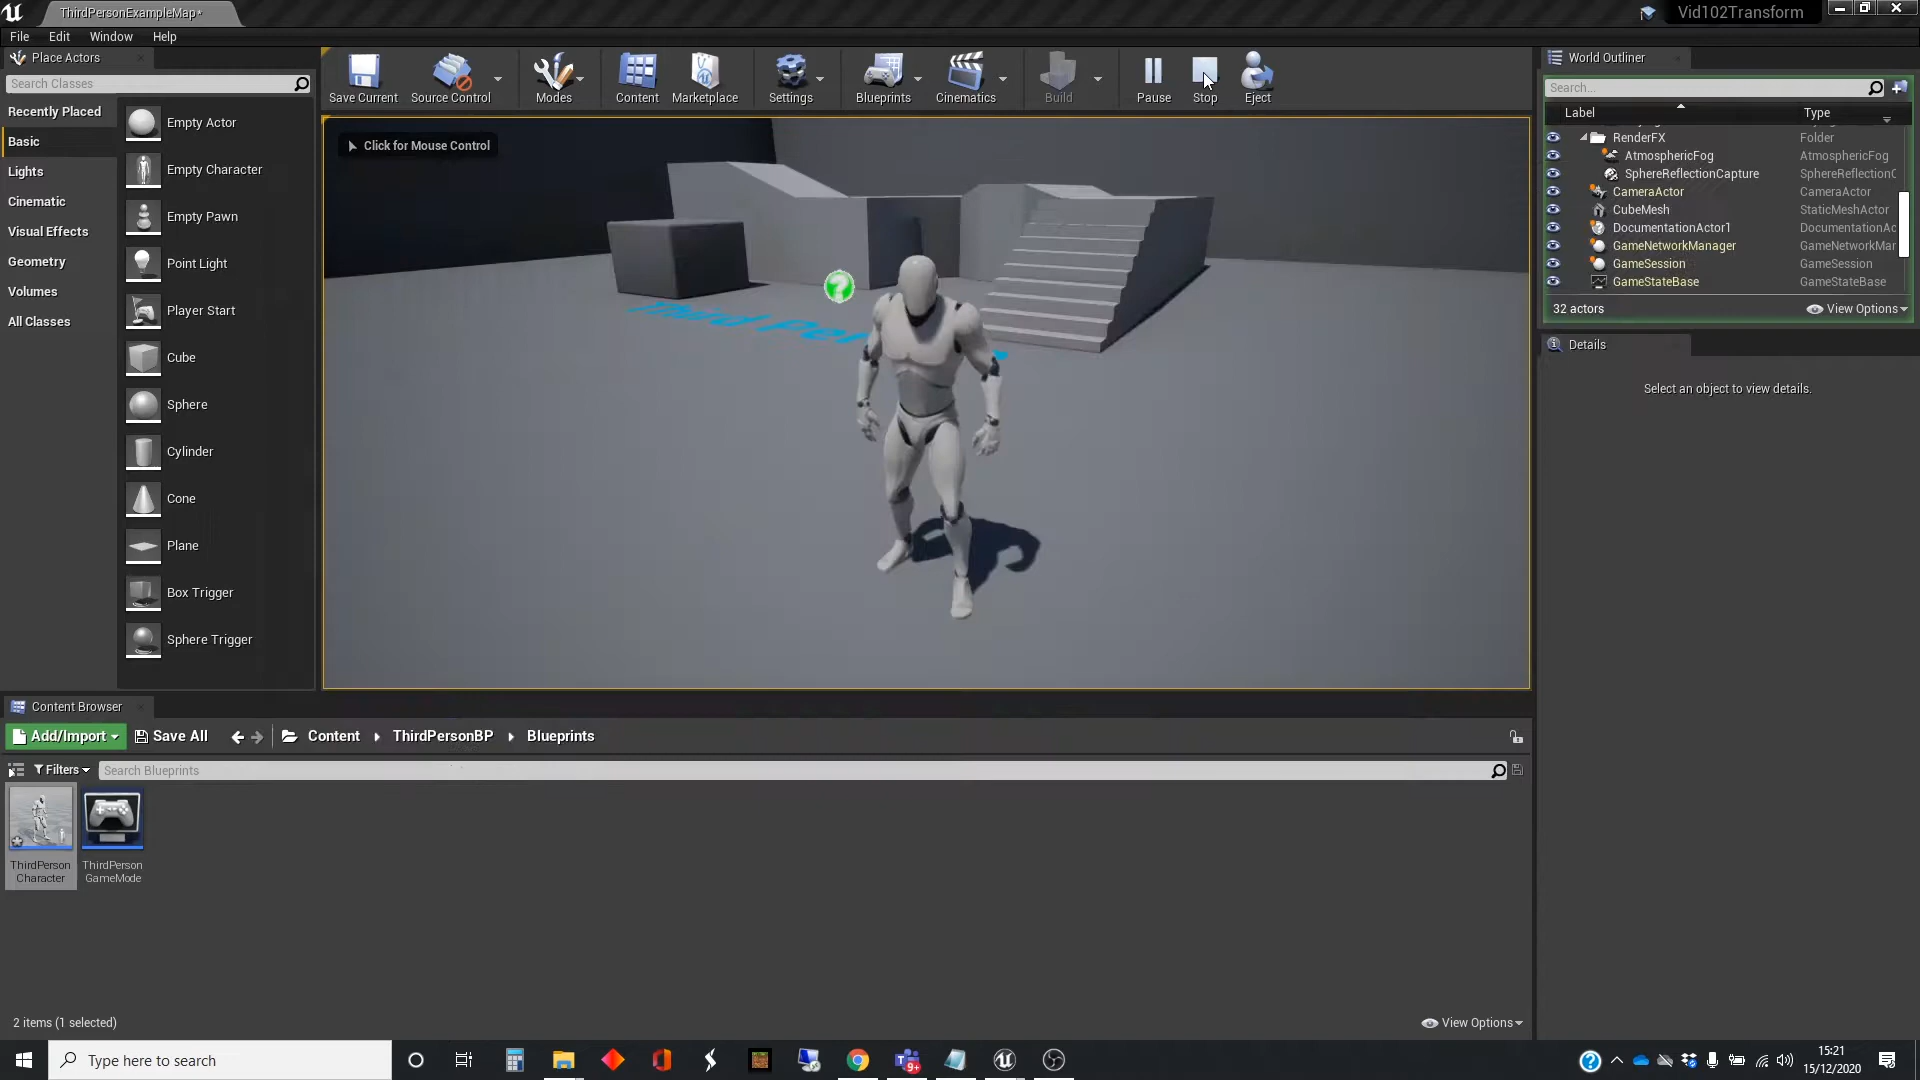 ThirdPersonExampleMap*
Vid102Transform
File Edit Window Help
Place Actors
Search Classes
Recently Placed
Basic
Lights
Cinematic
Visual Effects
Geometry
Volumes
All Classes
Empty Actor
Empty Character
Empty Pawn
Point Light
Player Start
Cube
Sphere
Cylinder
Cone
Plane
Box Trigger
Sphere Trigger
Save Current Source Control Modes Content Marketplace Settings Blueprints Cinematics Build Pause Stop Eject
Click for Mouse Control
Third Per
World Outliner
Search...
Label Type
RenderFX Folder
AtmosphericFog AtmosphericFog
SphereReflectionCapture SphereReflectionC
CameraActor CameraActor
CubeMesh StaticMeshActor
DocumentationActor1 DocumentationAc
GameNetworkManager GameNetworkMar
GameSession GameSession
GameStateBase GameStateBase
32 actors View Options
Details
Select an object to view details.
Content Browser
Add/Import Save All Content ThirdPersonBP Blueprints
Filters Search Blueprints
ThirdPerson
Character
ThirdPerson
GameMode
2 items (1 selected) View Options
Type here to search
9+
15:21
15/12/2020